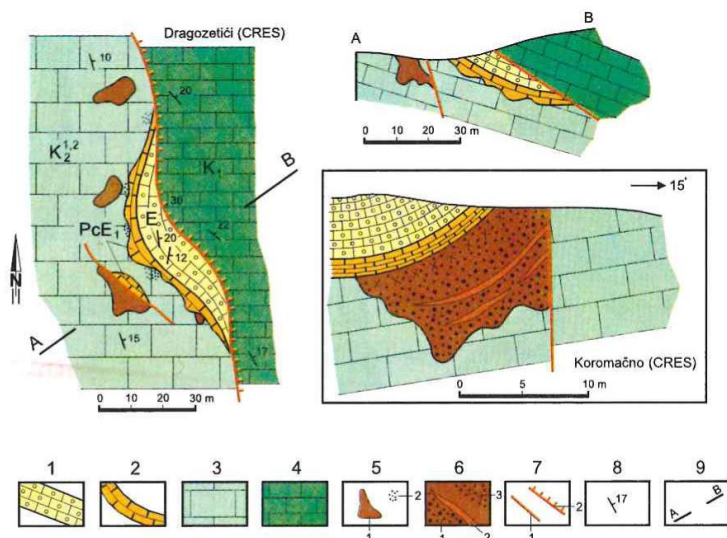 Dragozetići (CRES)
10
20
K₂¹,²
K₁
B
30
E
PcE₁
20
22
12
N
A
15
17
0 10 20 30 m
A
B
0 10 20 30 m
15°
Koromačno (CRES)
0 5 10 m
1 2 3 4 5 6 7 8 9
2
3
2
17
B
A
1
1
2
1